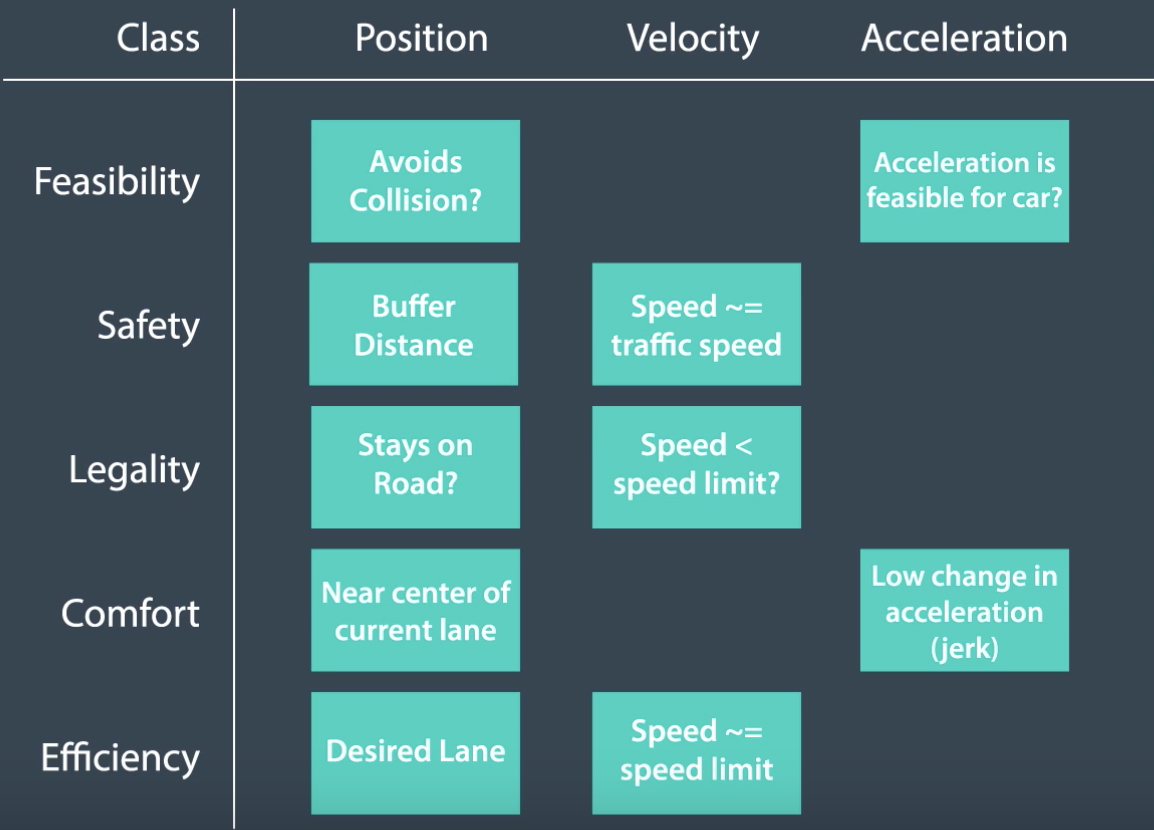 Class Position Velocity Acceleration
Feasibility
Avoids
Collision?
Acceleration is
feasible for car?
Safety
Buffer
Distance
Speed ~=
traffic speed
Legality
Stays on
Road?
Speed <
speed limit?
Comfort
Near center of
current lane
Low change in
acceleration
(jerk)
Efficiency
Desired Lane
Speed ~=
speed limit